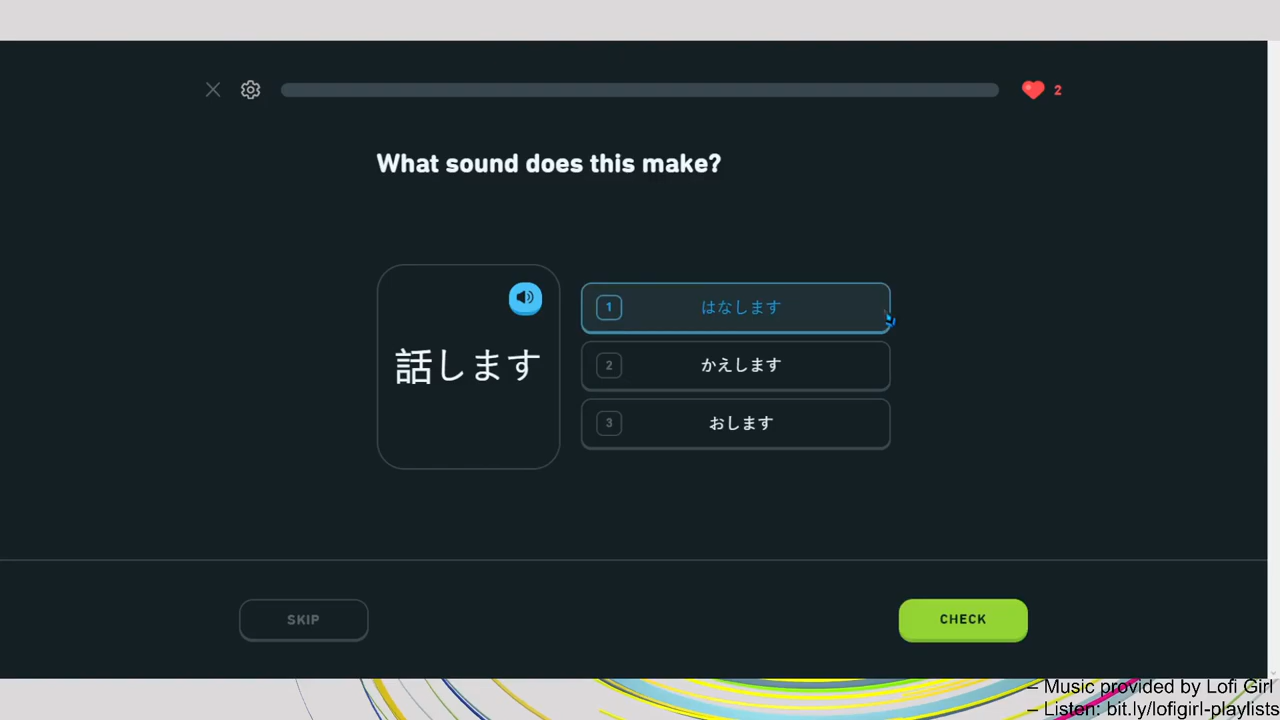 2
What sound does this make?
話します
1 はなします
2 かえします
3 おします
SKIP
CHECK
– Music provided by Lofi Girl
– Listen: bit.ly/lofigirl-playlists